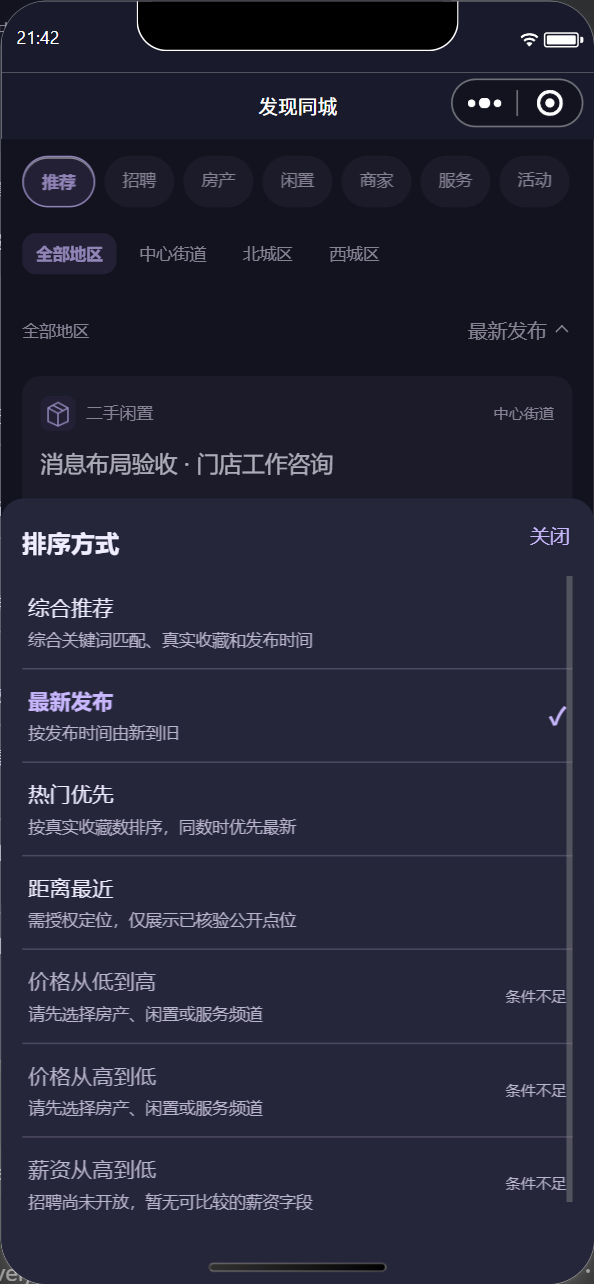 21:42
发现同城
推荐 招聘 房产 闲置 商家 服务 活动
全部地区 中心街道 北城区 西城区
全部地区 最新发布
二手闲置 中心街道
消息布局验收 · 门店工作咨询
排序方式 关闭
综合推荐
综合关键词匹配、真实收藏和发布时间
最新发布
按发布时间由新到旧
热门优先
按真实收藏数排序，同数时优先最新
距离最近
需授权定位，仅展示已核验公开点位
价格从低到高
请先选择房产、闲置或服务频道 条件不足
价格从高到低
请先选择房产、闲置或服务频道 条件不足
薪资从高到低
招聘尚未开放，暂无可比较的薪资字段 条件不足